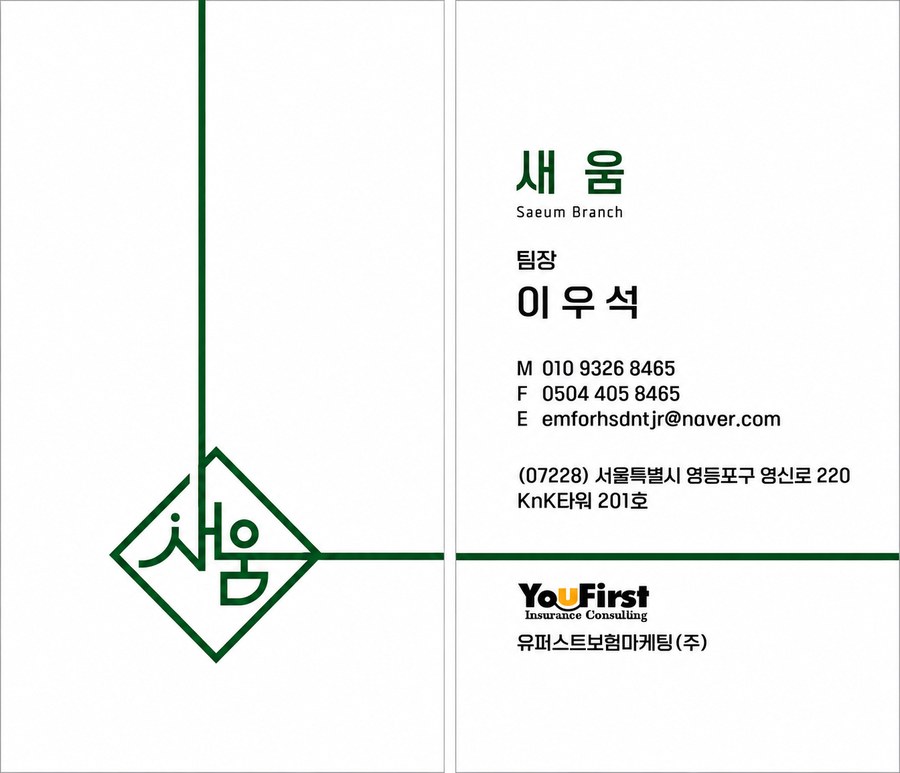 새움
새 움
Saeum Branch
팀장
이우석
M 010 9326 8465
F 0504 405 8465
E emforhsdntjr@naver.com
(07228) 서울특별시 영등포구 영신로 220
KnK타워 201호
YouFirst
Insurance Consulting
유퍼스트보험마케팅(주)